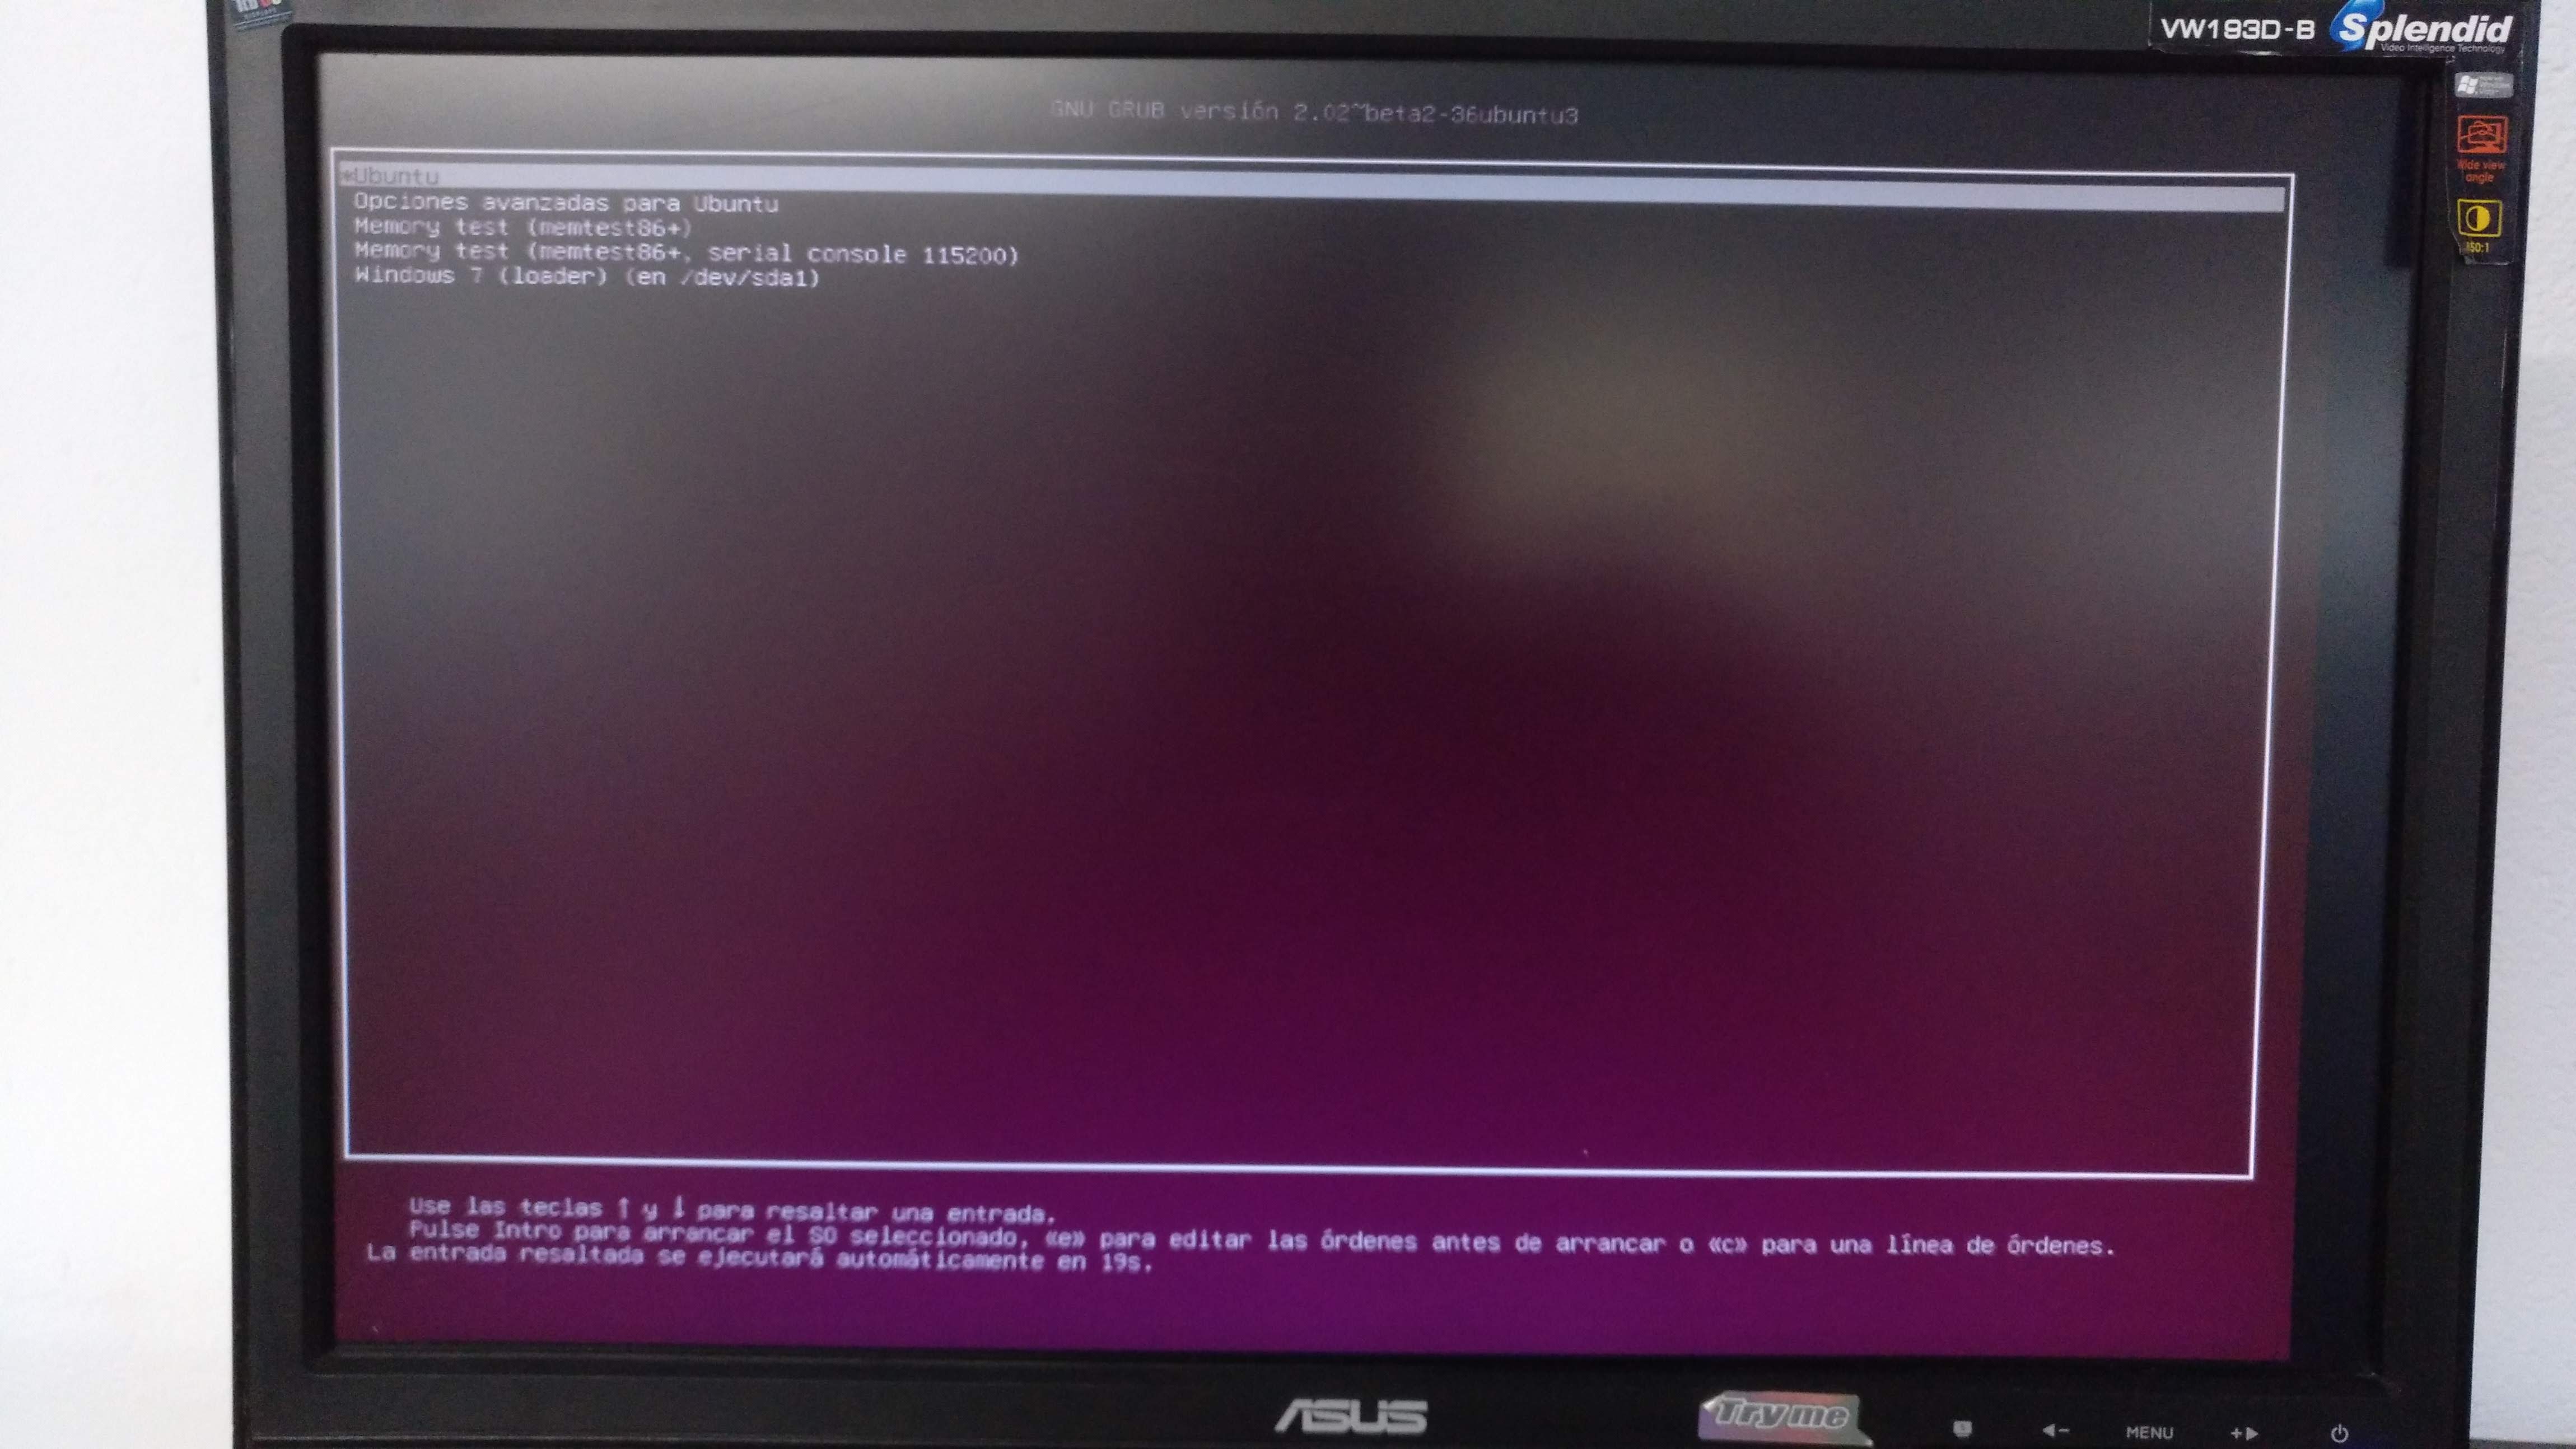 VW193D-B Splendid
Video Intelligence Technology
Wide view
angle
GNU GRUB versión 2.02~beta2-36ubuntu3
*Ubuntu
Opciones avanzadas para Ubuntu
Memory test (memtest86+)
Memory test (memtest86+, serial console 115200)
Windows 7 (loader) (en /dev/sda1)
Use las teclas ↑ y ↓ para resaltar una entrada.
Pulse Intro para arrancar el SO seleccionado, «e» para editar las órdenes antes de arrancar o «c» para una línea de órdenes.
La entrada resaltada se ejecutará automáticamente en 19s.
ASUS
Try me
MENU